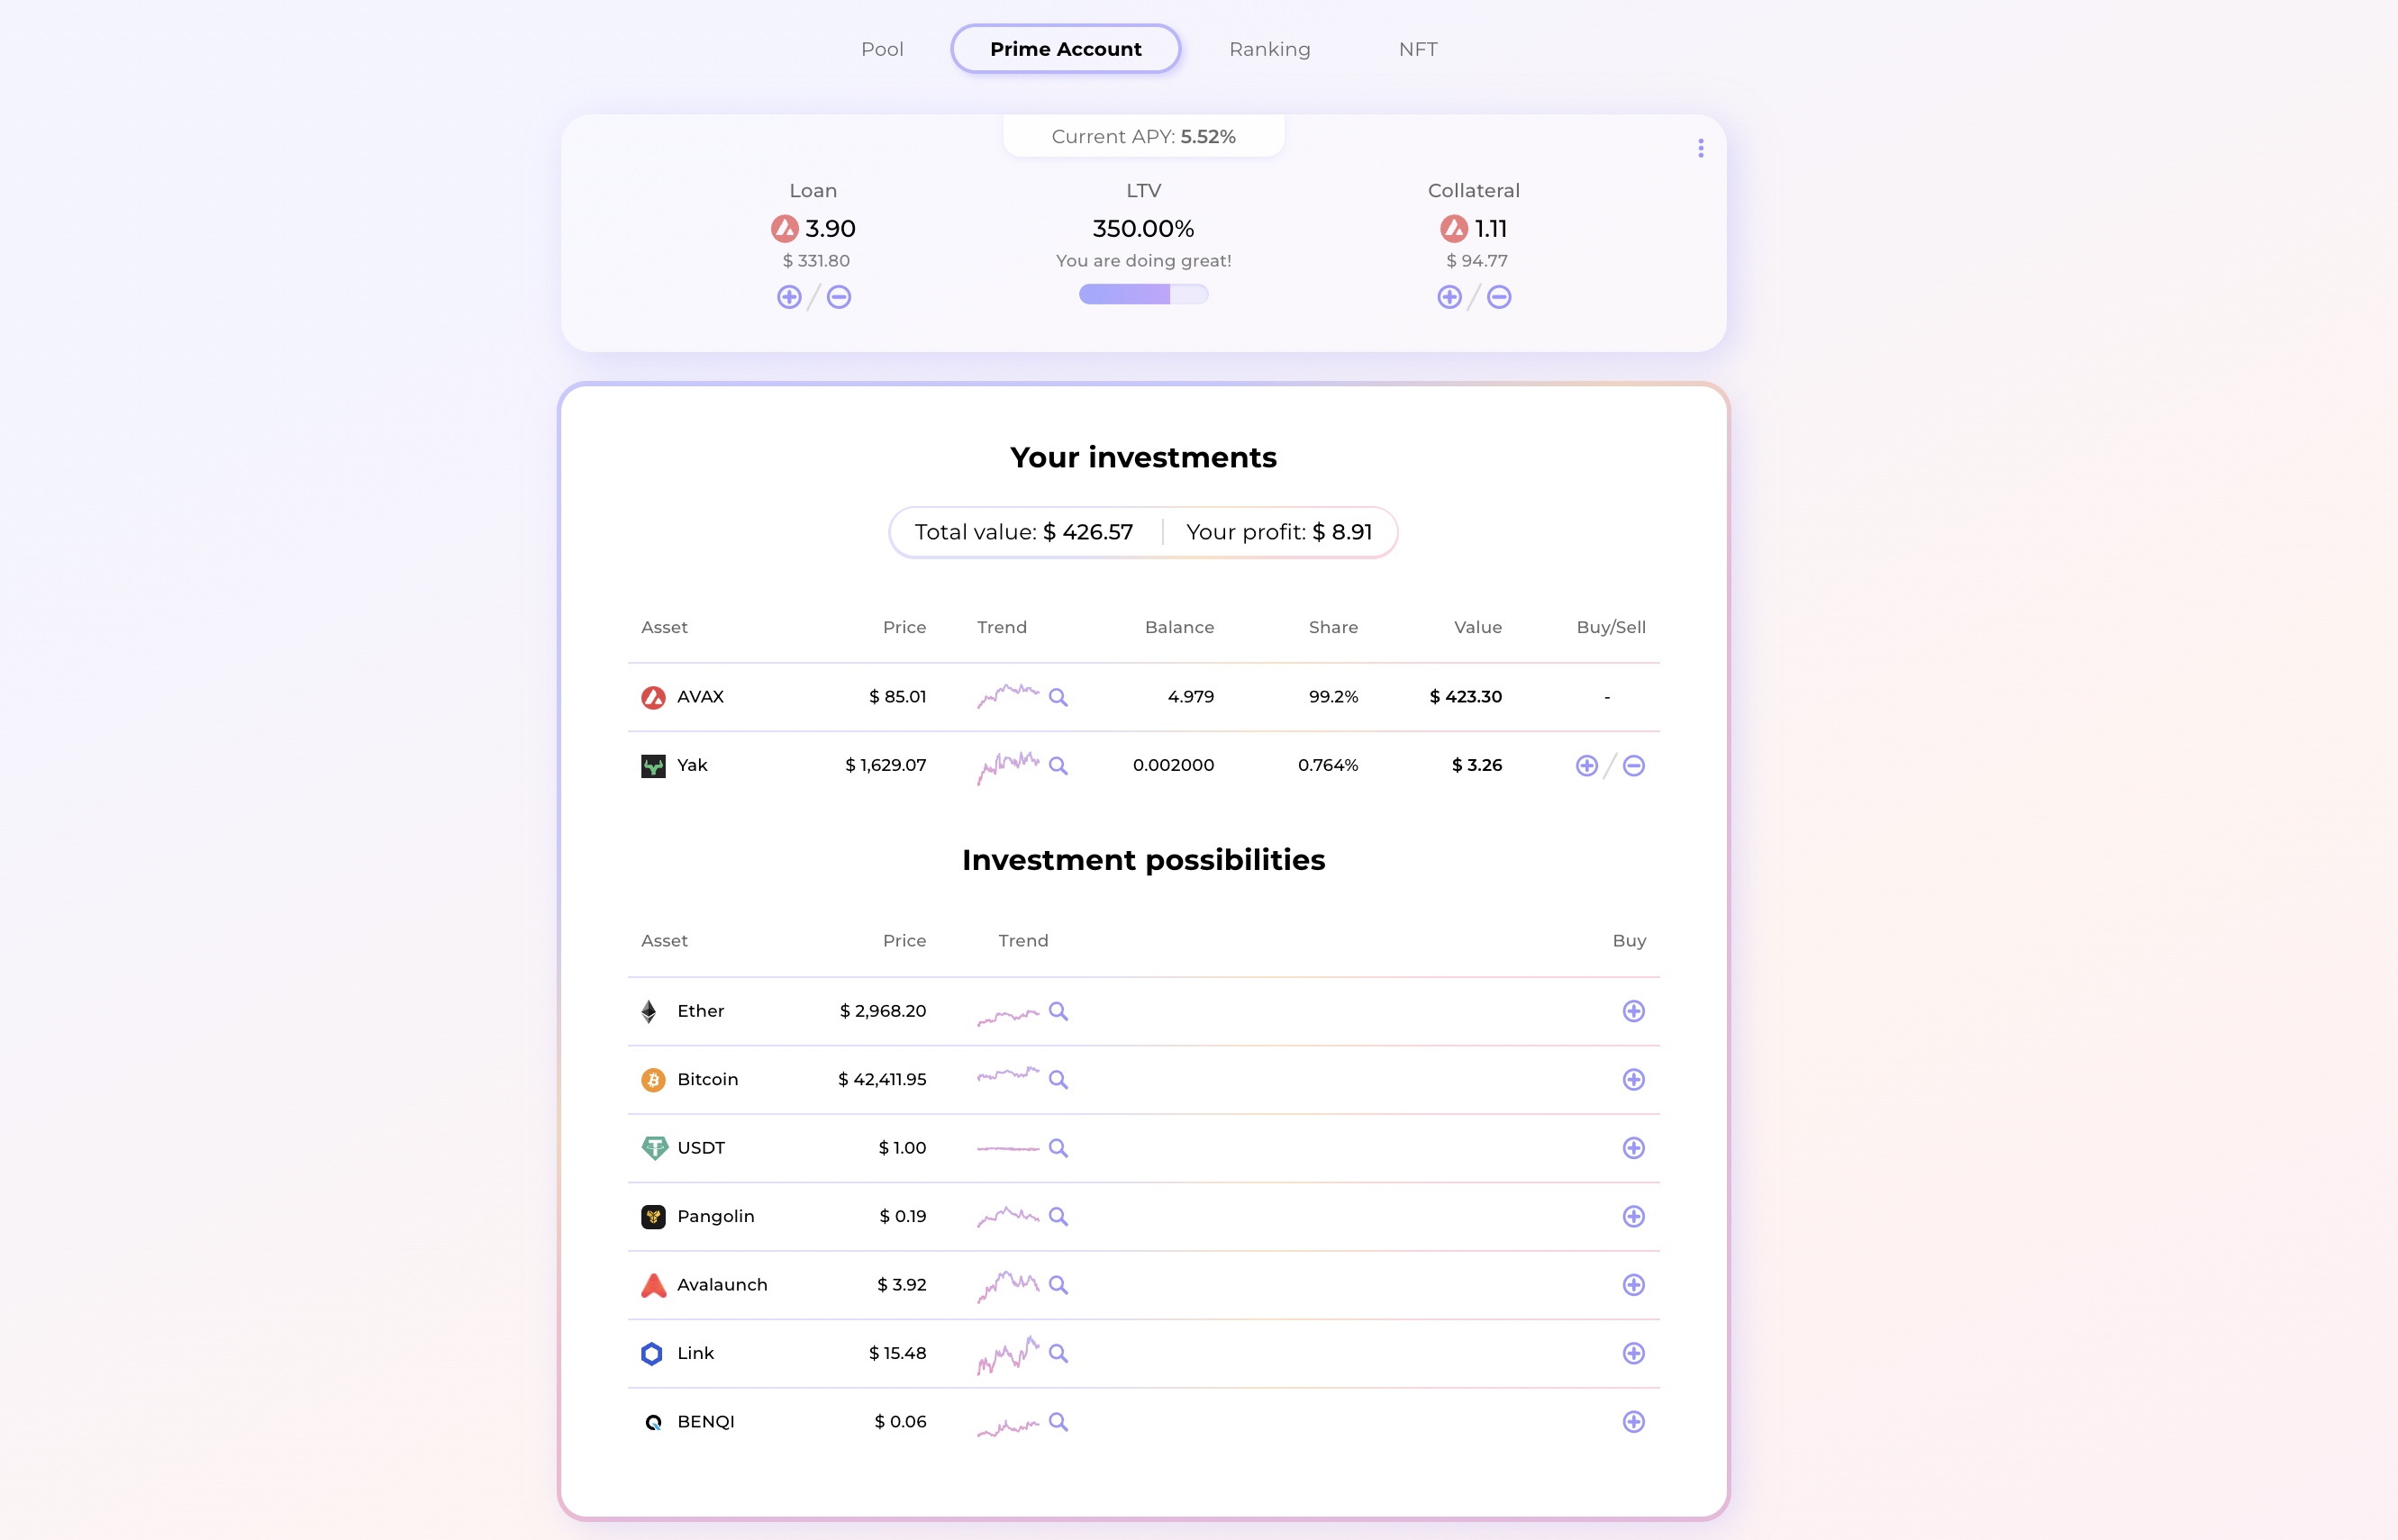 Pool Prime Account Ranking NFT
Current APY: 5.52%
Loan LTV Collateral
3.90 350.00% 1.11
$ 331.80 You are doing great! $ 94.77
Your investments
Total value: $ 426.57 Your profit: $ 8.91
Asset Price Trend Balance Share Value Buy/Sell
AVAX $ 85.01 4.979 99.2% $ 423.30 -
Yak $ 1,629.07 0.002000 0.764% $ 3.26
Investment possibilities
Asset Price Trend Buy
Ether $ 2,968.20
Bitcoin $ 42,411.95
USDT $ 1.00
Pangolin $ 0.19
Avalaunch $ 3.92
Link $ 15.48
BENQI $ 0.06